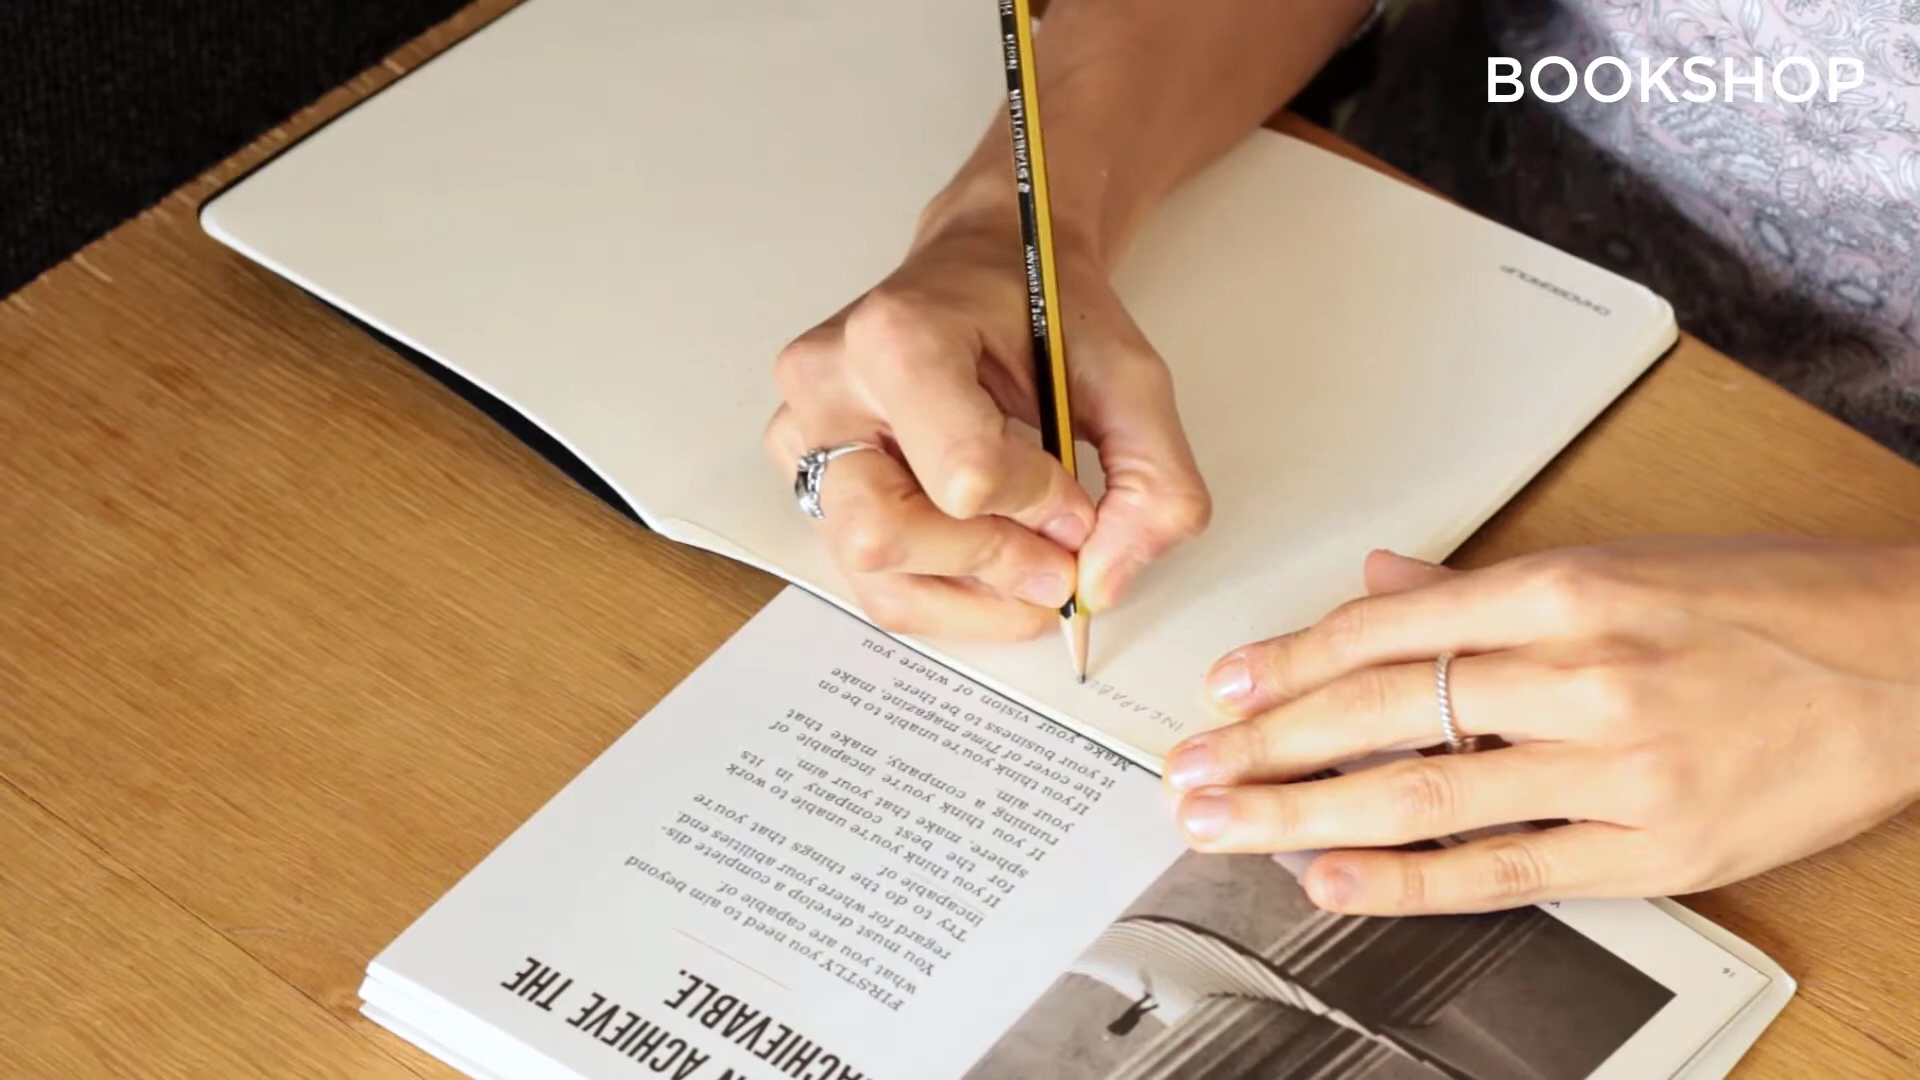 BOOKSHOP
Noris
STAEDTLER
MADE IN GERMANY
INCAPABL
N ACHIEVE THE
ACHIEVABLE.
FIRSTLY you need to aim beyond
what you are capable of.
You must develop a complete dis-
regard for where your abilities end.
Try to do the things that you're
incapable of.
If you think you're unable to work
for the best company in its
sphere, make that your aim.
If you think you're incapable of
running a company, make that
your aim.
If you think you're unable to be on
the cover of Time magazine, make
it your business to be there.
Make your vision of where you
16